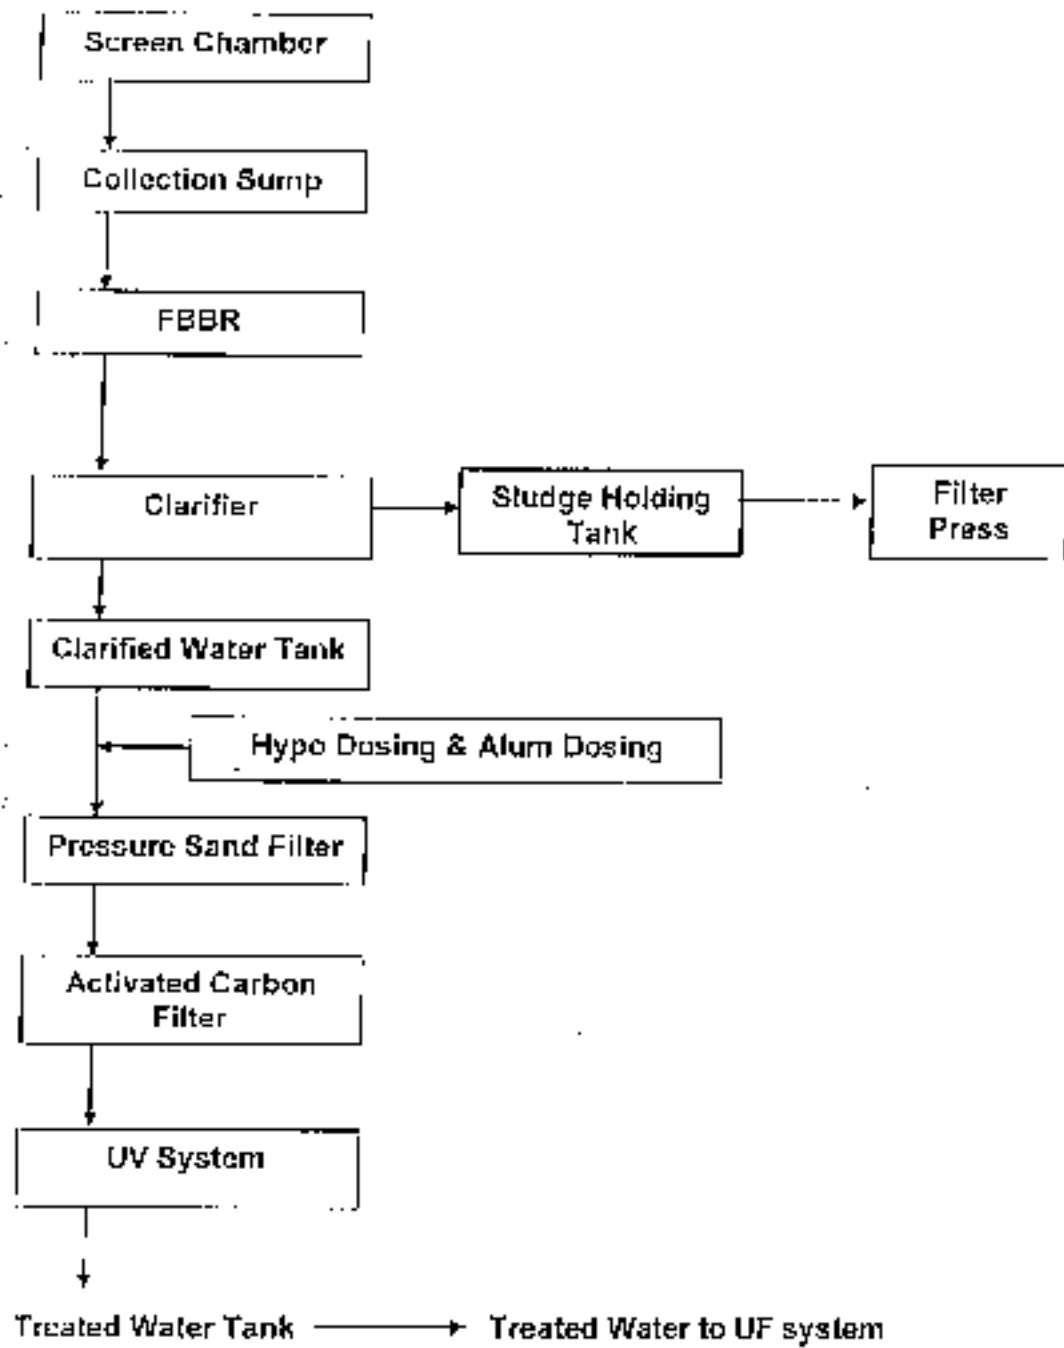 Screen Chamber
Collection Sump
FBBR
Clarifier
Sludge Holding
Tank
Filter
Press
Clarified Water Tank
Hypo Dosing & Alum Dosing
Pressure Sand Filter
Activated Carbon
Filter
UV System
Treated Water Tank
Treated Water to UF system